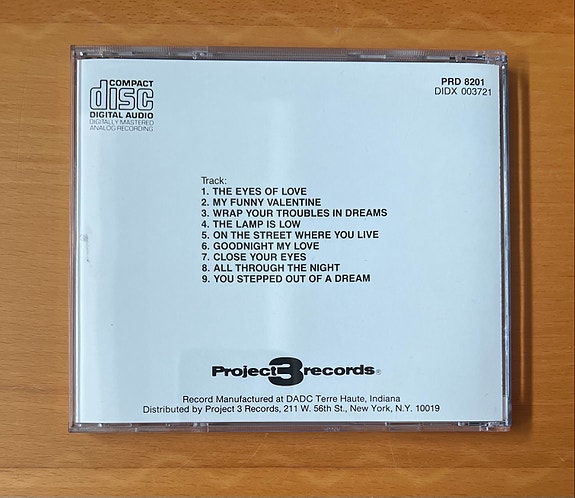 COMPACT
disc
DIGITAL AUDIO
DIGITALLY MASTERED
ANALOG RECORDING
PRD 8201
DIDX 003721
Track:
1. THE EYES OF LOVE
2. MY FUNNY VALENTINE
3. WRAP YOUR TROUBLES IN DREAMS
4. THE LAMP IS LOW
5. ON THE STREET WHERE YOU LIVE
6. GOODNIGHT MY LOVE
7. CLOSE YOUR EYES
8. ALL THROUGH THE NIGHT
9. YOU STEPPED OUT OF A DREAM
Project 3 records®
Record Manufactured at DADC Terre Haute, Indiana
Distributed by Project 3 Records, 211 W. 56th St., New York, N.Y. 10019